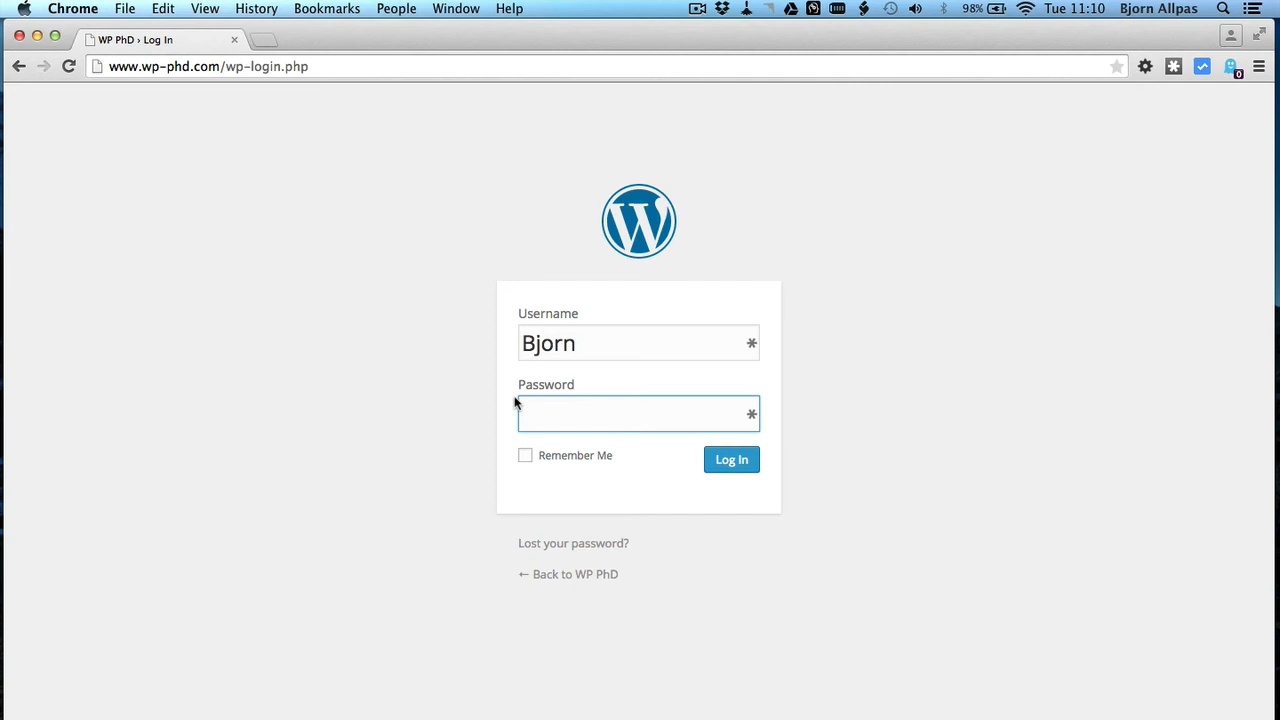 Chrome File Edit View History Bookmarks People Window Help 98% Tue 11:10 Bjorn Allpas
WP PhD › Log In
www.wp-phd.com/wp-login.php
0
W
Username
Bjorn
Password
Remember Me
Log In
Lost your password?
← Back to WP PhD